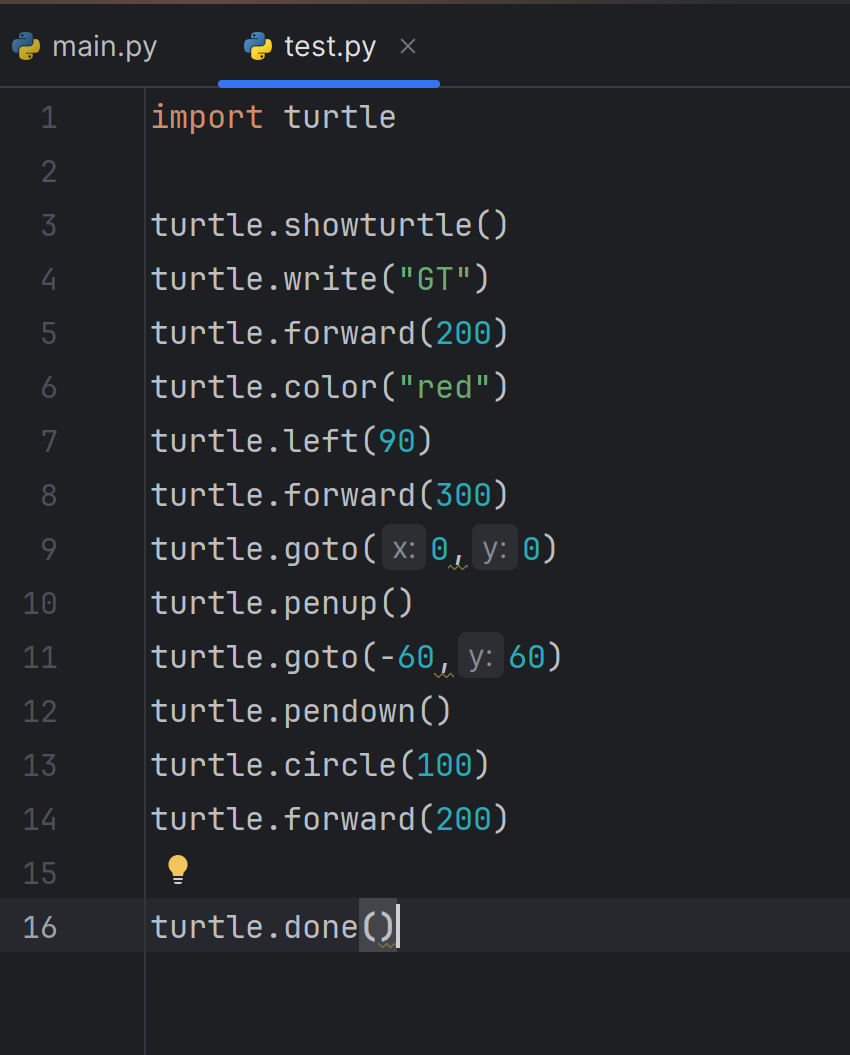 main.py test.py
1 import turtle
2
3 turtle.showturtle()
4 turtle.write("GT")
5 turtle.forward(200)
6 turtle.color("red")
7 turtle.left(90)
8 turtle.forward(300)
9 turtle.goto( x: 0, y: 0)
10 turtle.penup()
11 turtle.goto(-60, y: 60)
12 turtle.pendown()
13 turtle.circle(100)
14 turtle.forward(200)
15
16 turtle.done()